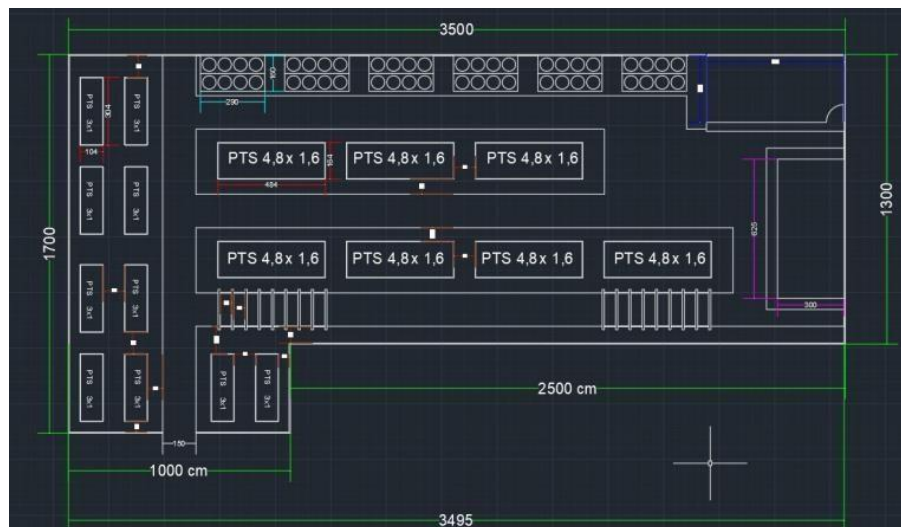 3500
160
290
PTS 3x1
PTS 3x1
304
104
PTS 4,8x 1,6
PTS 4,8x 1,6
PTS 4,8x 1,6
164
484
PTS 3x1
PTS 3x1
1700
1300
625
300
PTS 4,8x 1,6
PTS 4,8x 1,6
PTS 4,8x 1,6
PTS 4,8x 1,6
PTS 3x1
PTS 3x1
PTS 3x1
PTS 3x1
PTS 3x1
PTS 3x1
2500 cm
150
1000 cm
3495